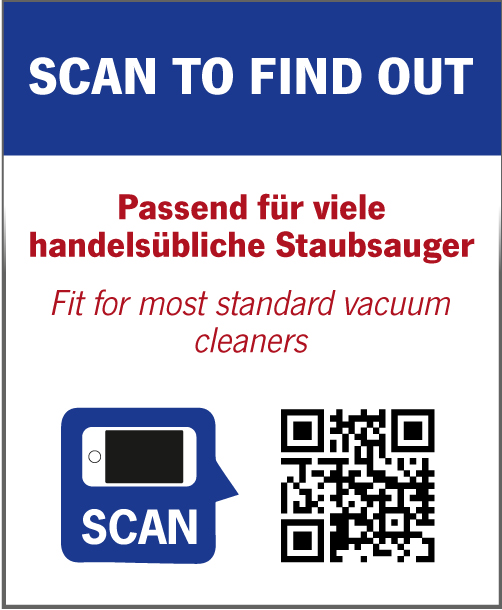 SCAN TO FIND OUT
Passend für viele
handelsübliche Staubsauger
Fit for most standard vacuum
cleaners
SCAN